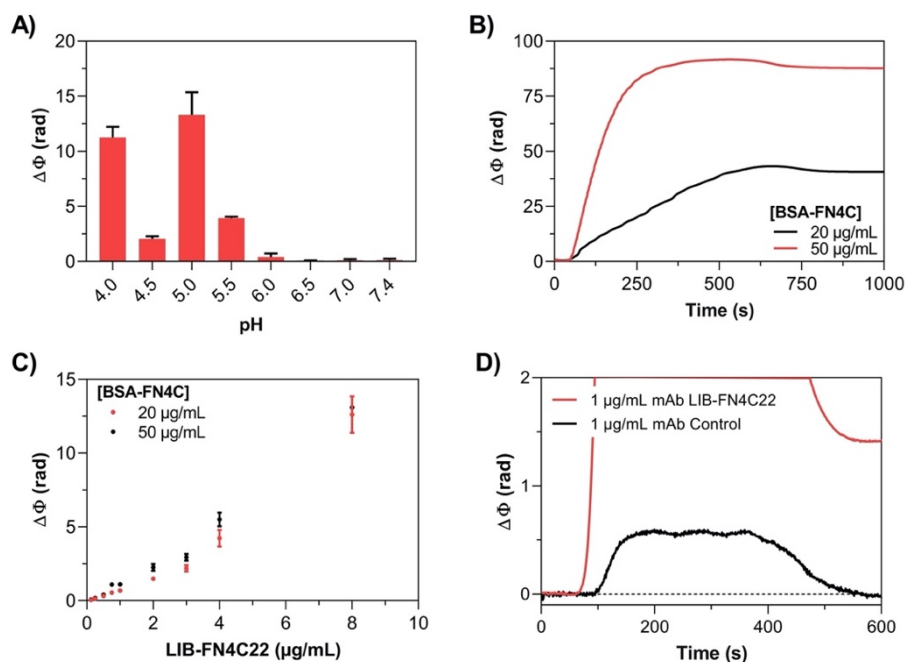 A)
20
15
10
5
0
ΔΦ (rad)
4.0 4.5 5.0 5.5 6.0 6.5 7.0 7.4
pH
B)
100
75
50
25
0
ΔΦ (rad)
[BSA-FN4C]
20 µg/mL
50 µg/mL
0 250 500 750 1000
Time (s)
C)
15
10
5
0
ΔΦ (rad)
[BSA-FN4C]
20 µg/mL
50 µg/mL
0 2 4 6 8 10
LIB-FN4C22 (µg/mL)
D)
2
1
0
ΔΦ (rad)
1 µg/mL mAb LIB-FN4C22
1 µg/mL mAb Control
0 200 400 600
Time (s)